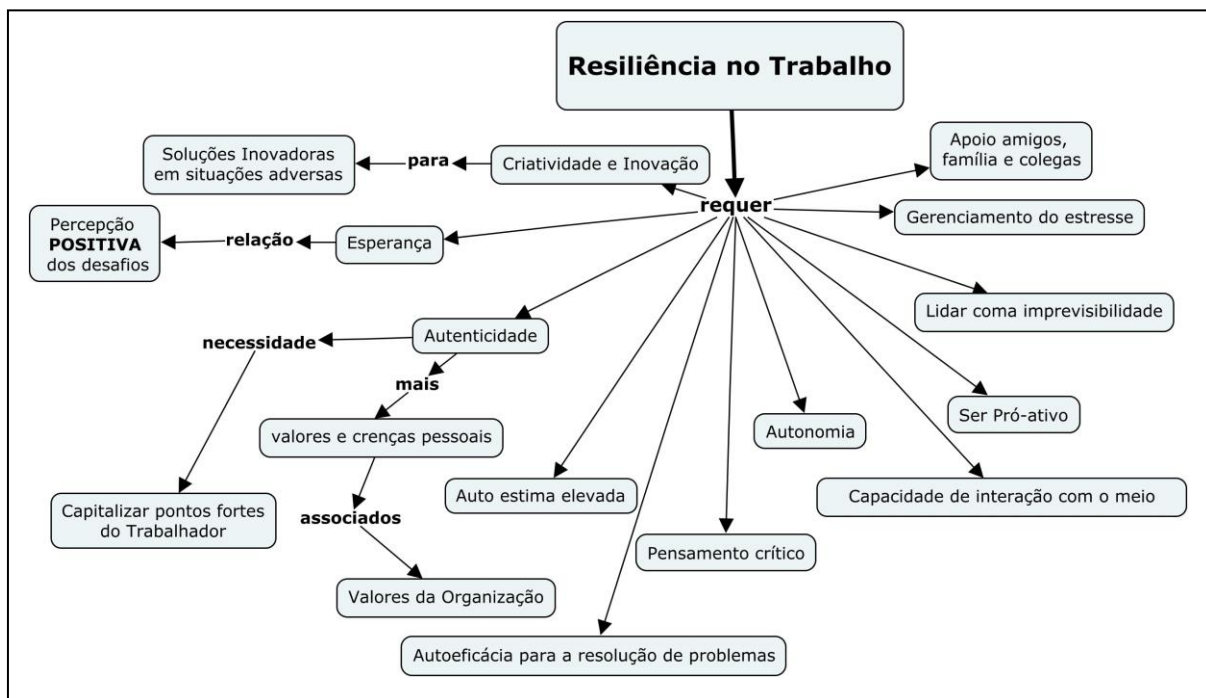 Resiliência no Trabalho
Apoio amigos,
família e colegas
Soluções Inovadoras
em situações adversas
para
Criatividade e Inovação
requer
Gerenciamento do estresse
Percepção
POSITIVA
dos desafios
relação
Esperança
Lidar coma imprevisibilidade
necessidade
Autenticidade
mais
Ser Pró-ativo
valores e crenças pessoais
Autonomia
Auto estima elevada
Capacidade de interação com o meio
Capitalizar pontos fortes
do Trabalhador
associados
Pensamento crítico
Valores da Organização
Autoeficácia para a resolução de problemas